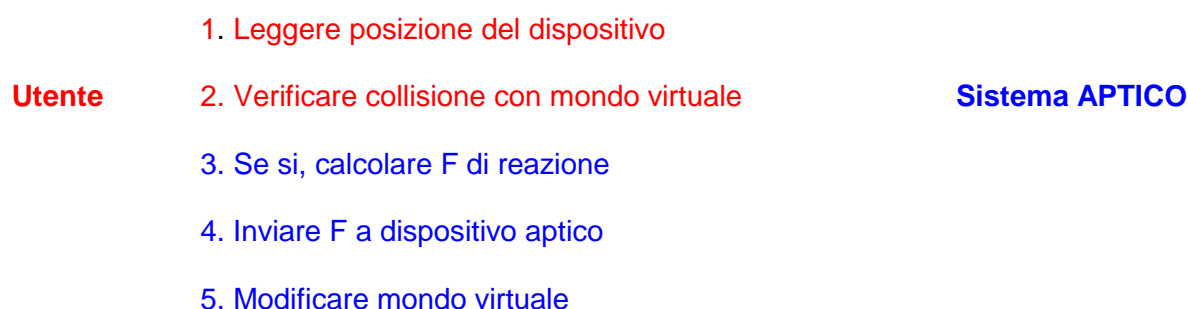 1. Leggere posizione del dispositivo
Utente 2. Verificare collisione con mondo virtuale Sistema APTICO
3. Se si, calcolare F di reazione
4. Inviare F a dispositivo aptico
5. Modificare mondo virtuale